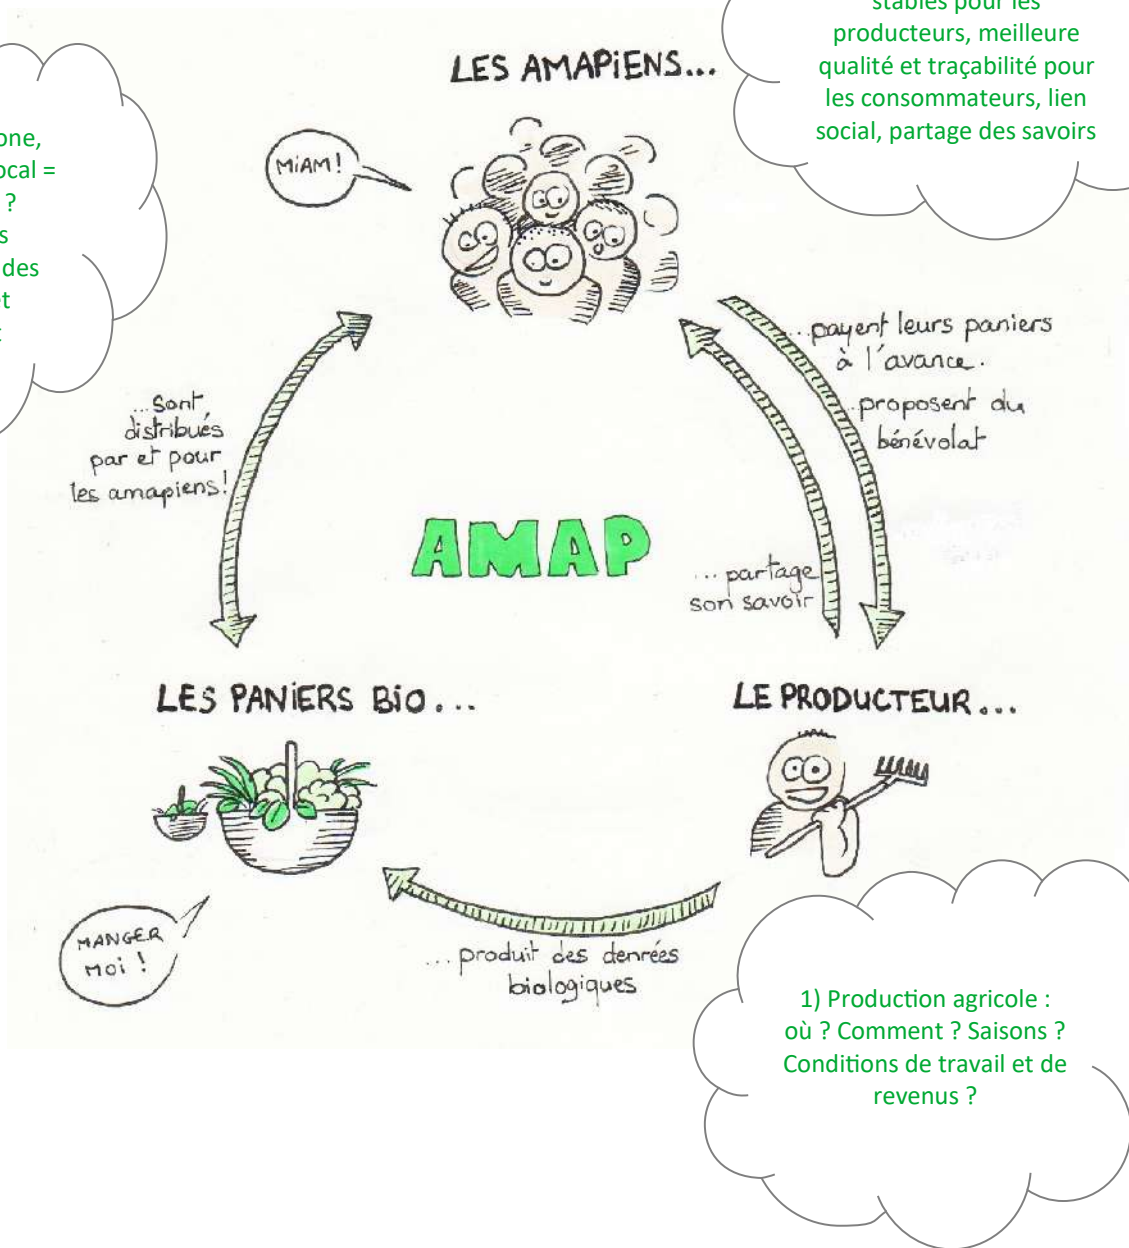 stables pour les
producteurs, meilleure
qualité et traçabilité pour
les consommateurs, lien
social, partage des savoirs
LES AMAPiENS...
MiAM!
ocal =
?
des
...payent leurs paniers
à l'avance.
.proposent du
bénévolat
...sont
distribués
par et pour
les amapiens!
AMAP
...partage
son savoir
LES PANiERS BiO...
LE PRODUCTEUR...
MANGER
MOi !
...produit des denrées
biologiques
1) Production agricole :
où ? Comment ? Saisons ?
Conditions de travail et de
revenus ?